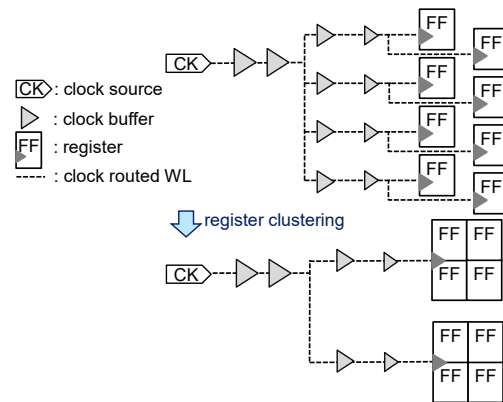 FF
FF
CK
FF
CK : clock source
FF
: clock buffer
FF
FF
FF : register
FF
: clock routed WL
FF
register clustering
FF FF
CK
FF FF
FF FF
FF FF